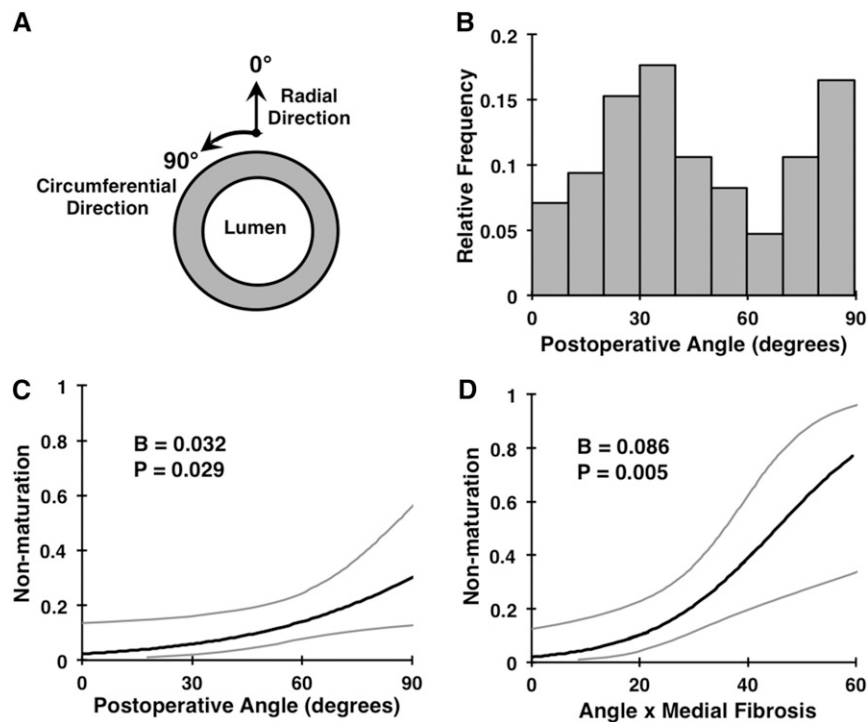 A
0°
Radial
Direction
90°
Circumferential
Direction
Lumen
B
Relative Frequency
0.2
0.15
0.1
0.05
0
0 30 60 90
Postoperative Angle (degrees)
C
Non-maturation
1
0.8
0.6
0.4
0.2
0
B = 0.032
P = 0.029
0 30 60 90
Postoperative Angle (degrees)
D
Non-maturation
1
0.8
0.6
0.4
0.2
0
B = 0.086
P = 0.005
0 20 40 60
Angle x Medial Fibrosis